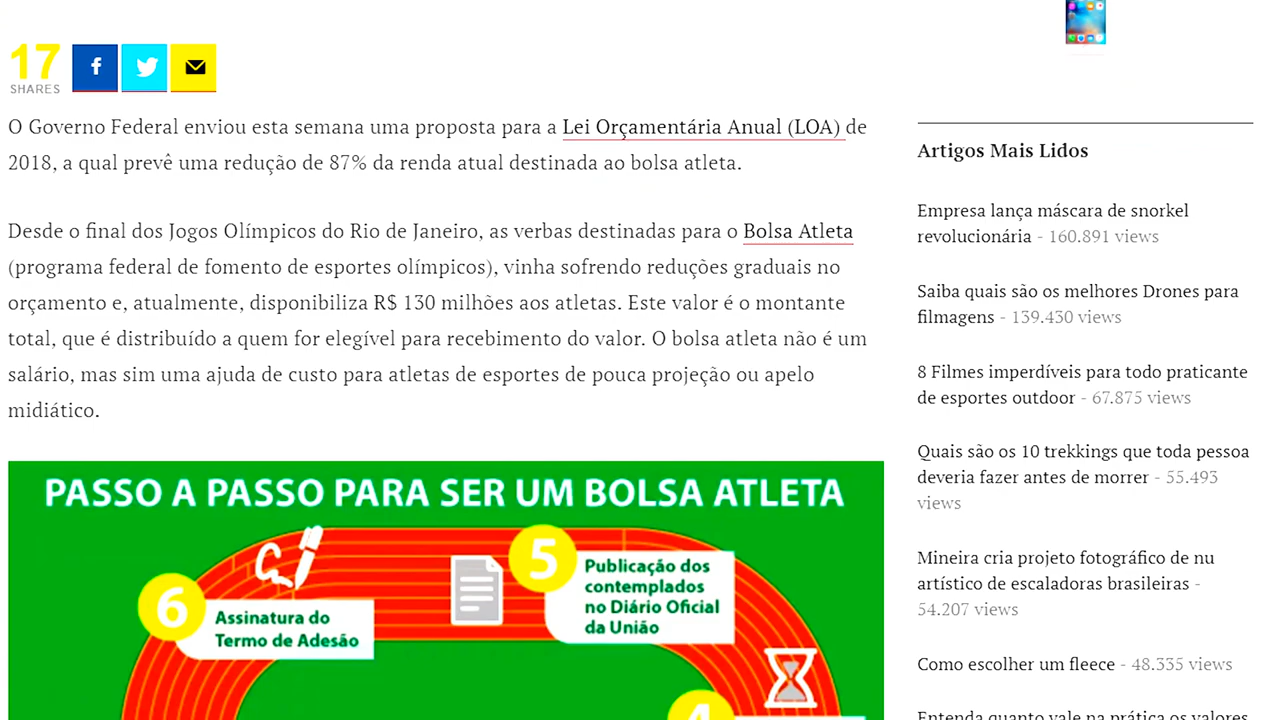 17
SHARES
O Governo Federal enviou esta semana uma proposta para a Lei Orçamentária Anual (LOA) de
2018, a qual prevê uma redução de 87% da renda atual destinada ao bolsa atleta.
Desde o final dos Jogos Olímpicos do Rio de Janeiro, as verbas destinadas para o Bolsa Atleta
(programa federal de fomento de esportes olímpicos), vinha sofrendo reduções graduais no
orçamento e, atualmente, disponibiliza R$ 130 milhões aos atletas. Este valor é o montante
total, que é distribuído a quem for elegível para recebimento do valor. O bolsa atleta não é um
salário, mas sim uma ajuda de custo para atletas de esportes de pouca projeção ou apelo
midiático.
PASSO A PASSO PARA SER UM BOLSA ATLETA
6
Assinatura do
Termo de Adesão
5
Publicação dos
contemplados
no Diário Oficial
da União
4
Artigos Mais Lidos
Empresa lança máscara de snorkel
revolucionária - 160.891 views
Saiba quais são os melhores Drones para
filmagens - 139.430 views
8 Filmes imperdíveis para todo praticante
de esportes outdoor - 67.875 views
Quais são os 10 trekkings que toda pessoa
deveria fazer antes de morrer - 55.493
views
Mineira cria projeto fotográfico de nu
artístico de escaladoras brasileiras -
54.207 views
Como escolher um fleece - 48.335 views
Entenda quanto vale na prática os valores